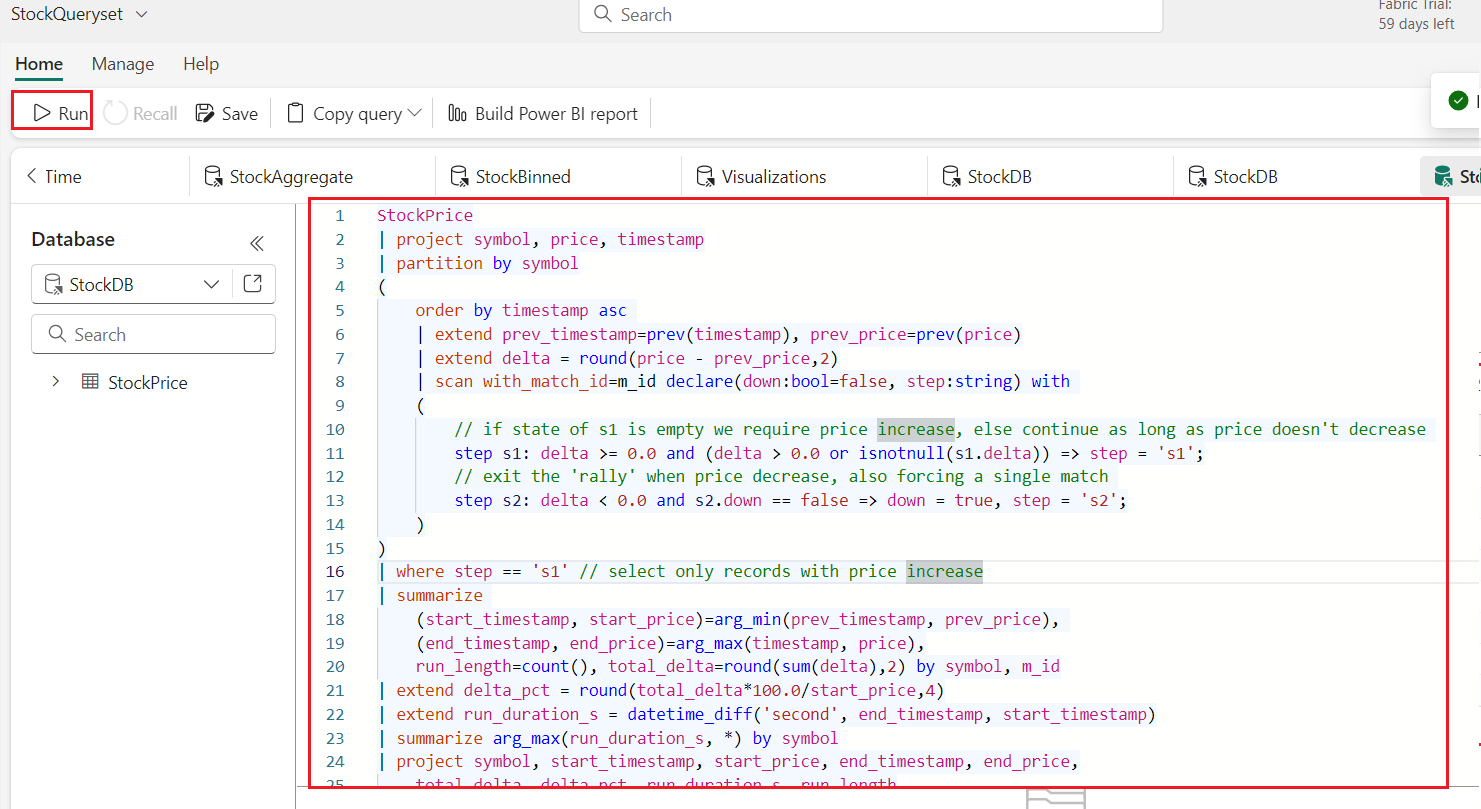 StockQueryset
Search
Fabric Trial:
59 days left
Home Manage Help
Run Recall Save Copy query Build Power BI report
Time StockAggregate StockBinned Visualizations StockDB StockDB
Database
StockDB
Search
StockPrice
1 StockPrice
2 | project symbol, price, timestamp
3 | partition by symbol
4 (
5 order by timestamp asc
6 | extend prev_timestamp=prev(timestamp), prev_price=prev(price)
7 | extend delta = round(price - prev_price,2)
8 | scan with_match_id=m_id declare(down:bool=false, step:string) with
9 (
10 // if state of s1 is empty we require price increase, else continue as long as price doesn't decrease
11 step s1: delta >= 0.0 and (delta > 0.0 or isnotnull(s1.delta)) => step = 's1';
12 // exit the 'rally' when price decrease, also forcing a single match
13 step s2: delta < 0.0 and s2.down == false => down = true, step = 's2';
14 )
15 )
16 | where step == 's1' // select only records with price increase
17 | summarize
18 (start_timestamp, start_price)=arg_min(prev_timestamp, prev_price),
19 (end_timestamp, end_price)=arg_max(timestamp, price),
20 run_length=count(), total_delta=round(sum(delta),2) by symbol, m_id
21 | extend delta_pct = round(total_delta*100.0/start_price,4)
22 | extend run_duration_s = datetime_diff('second', end_timestamp, start_timestamp)
23 | summarize arg_max(run_duration_s, *) by symbol
24 | project symbol, start_timestamp, start_price, end_timestamp, end_price,
25 total_delta, delta_pct, run_duration_s, run_length